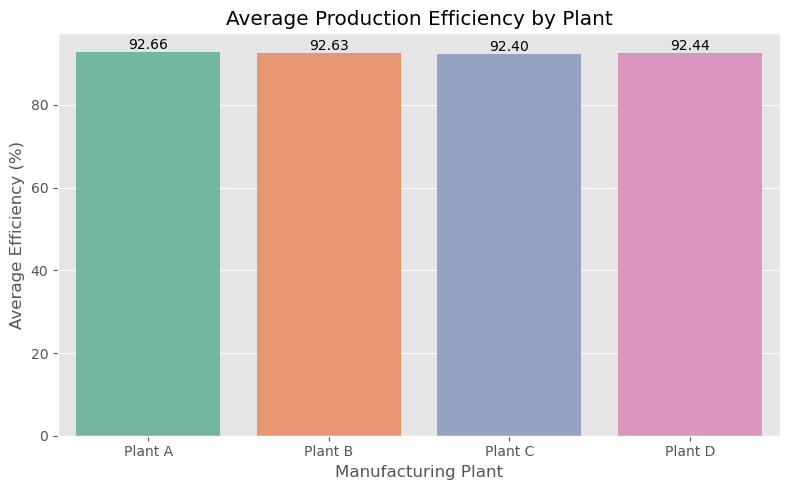 Average Production Efficiency by Plant
92.66
92.63
92.40
92.44
Average Efficiency (%)
80
60
40
20
0
Plant A
Plant B
Plant C
Plant D
Manufacturing Plant